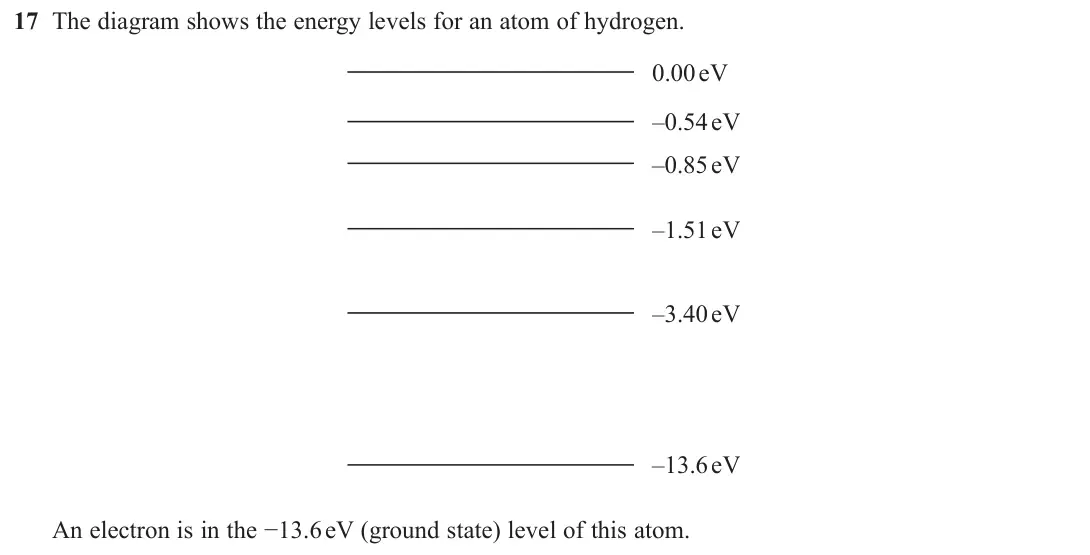 17 The diagram shows the energy levels for an atom of hydrogen.
0.00 eV
–0.54 eV
–0.85 eV
–1.51 eV
–3.40 eV
–13.6 eV
An electron is in the −13.6 eV (ground state) level of this atom.